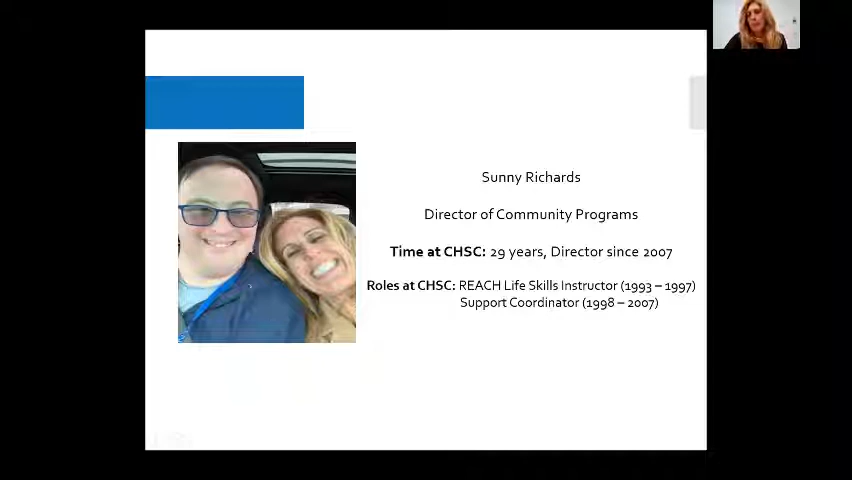 Sunny Richards
Director of Community Programs
Time at CHSC: 29 years, Director since 2007
Roles at CHSC: REACH Life Skills Instructor (1993 – 1997)
Support Coordinator (1998 – 2007)